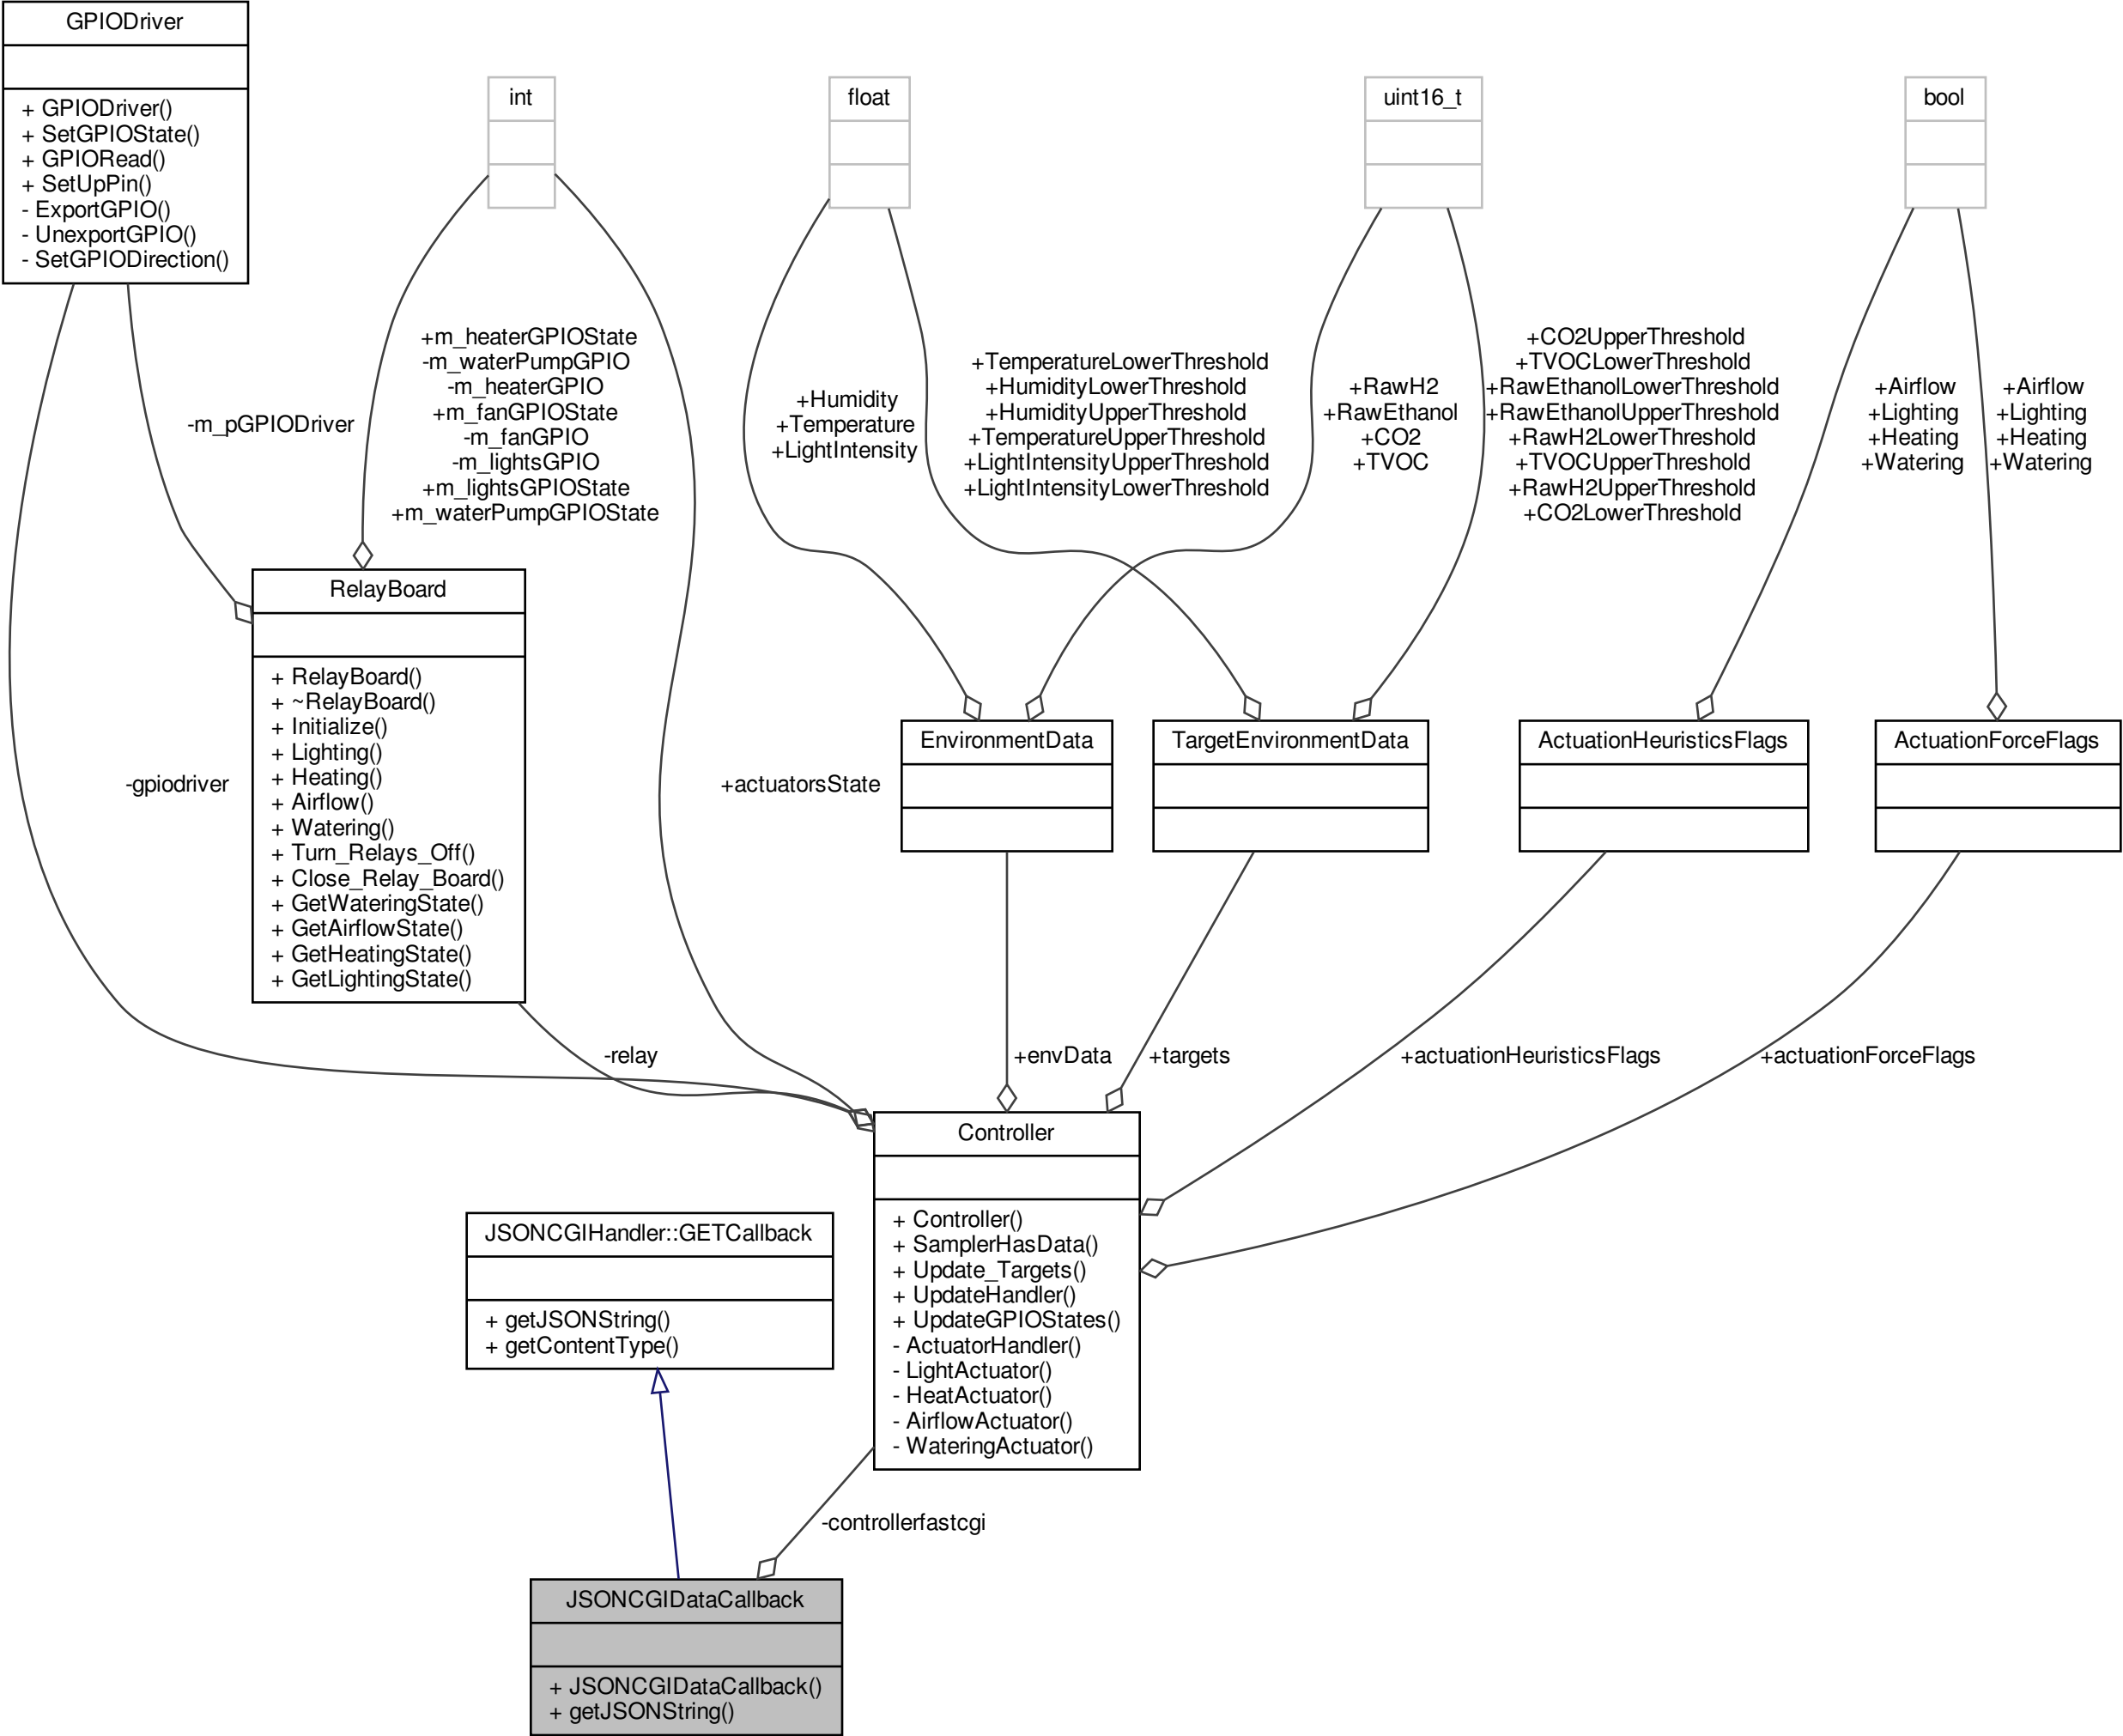 GPIODriver
+ GPIODriver()
+ SetGPIOState()
+ GPIORead()
+ SetUpPin()
- ExportGPIO()
- UnexportGPIO()
- SetGPIODirection()
int
float
uint16_t
bool
-m_pGPIODriver
+m_heaterGPIOState
-m_waterPumpGPIO
-m_heaterGPIO
+m_fanGPIOState
-m_fanGPIO
-m_lightsGPIO
+m_lightsGPIOState
+m_waterPumpGPIOState
+Humidity
+Temperature
+LightIntensity
+TemperatureLowerThreshold
+HumidityLowerThreshold
+HumidityUpperThreshold
+TemperatureUpperThreshold
+LightIntensityUpperThreshold
+LightIntensityLowerThreshold
+RawH2
+RawEthanol
+CO2
+TVOC
+CO2UpperThreshold
+TVOCLowerThreshold
+RawEthanolLowerThreshold
+RawEthanolUpperThreshold
+RawH2LowerThreshold
+TVOCUpperThreshold
+RawH2UpperThreshold
+CO2LowerThreshold
+Airflow
+Lighting
+Heating
+Watering
+Airflow
+Lighting
+Heating
+Watering
RelayBoard
+ RelayBoard()
+ ~RelayBoard()
+ Initialize()
+ Lighting()
+ Heating()
+ Airflow()
+ Watering()
+ Turn_Relays_Off()
+ Close_Relay_Board()
+ GetWateringState()
+ GetAirflowState()
+ GetHeatingState()
+ GetLightingState()
-gpiodriver
+actuatorsState
EnvironmentData
TargetEnvironmentData
ActuationHeuristicsFlags
ActuationForceFlags
-relay
+envData
+targets
+actuationHeuristicsFlags
+actuationForceFlags
Controller
+ Controller()
+ SamplerHasData()
+ Update_Targets()
+ UpdateHandler()
+ UpdateGPIOStates()
- ActuatorHandler()
- LightActuator()
- HeatActuator()
- AirflowActuator()
- WateringActuator()
JSONCGIHandler::GETCallback
+ getJSONString()
+ getContentType()
-controllerfastcgi
JSONCGIDataCallback
+ JSONCGIDataCallback()
+ getJSONString()